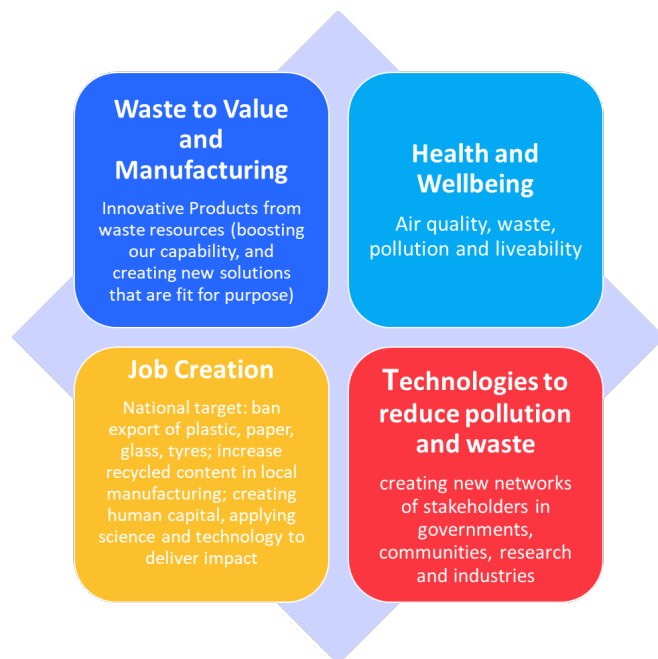 Waste to Value
and
Manufacturing
Innovative Products from
waste resources (boosting
our capability, and
creating new solutions
that are fit for purpose)
Health and
Wellbeing
Air quality, waste,
pollution and liveability
Job Creation
National target: ban
export of plastic, paper,
glass, tyres; increase
recycled content in local
manufacturing; creating
human capital, applying
science and technology to
deliver impact
Technologies to
reduce pollution
and waste
creating new networks
of stakeholders in
governments,
communities, research
and industries